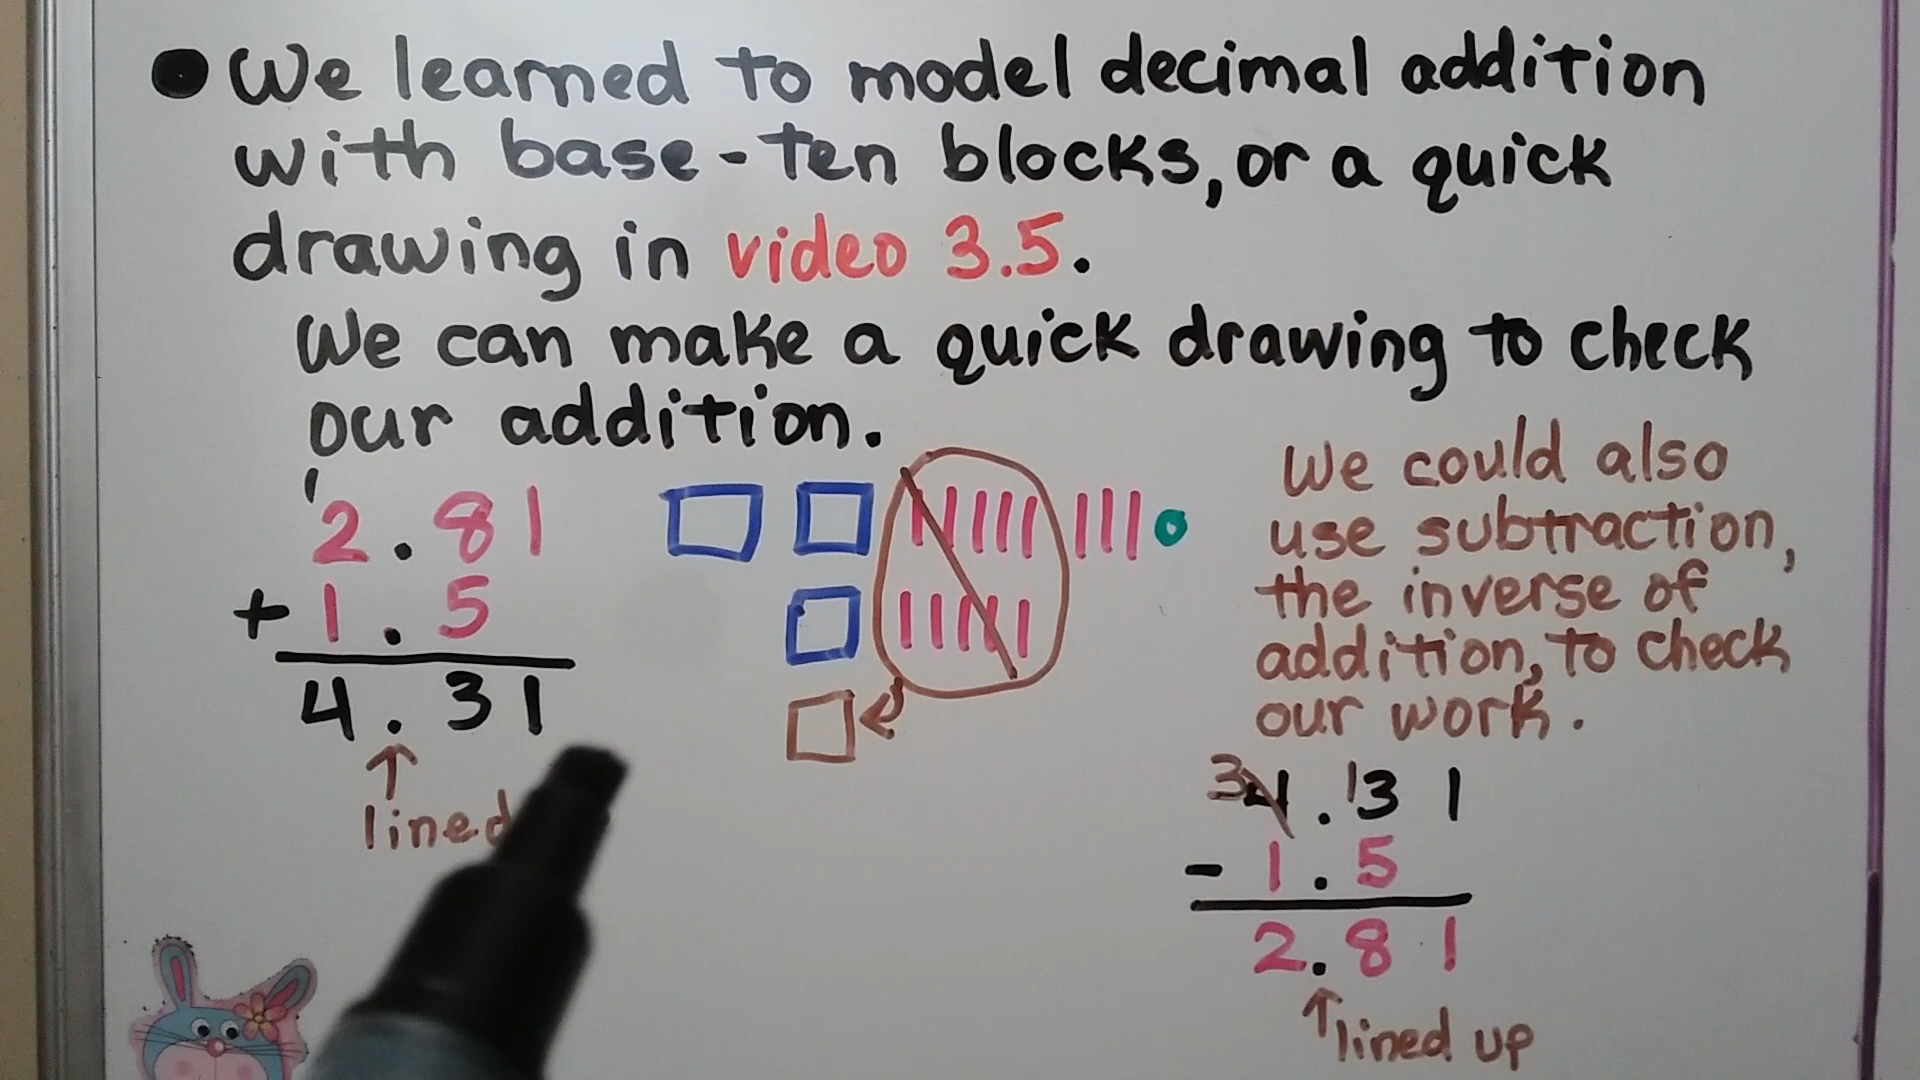 We learned to model decimal addition
with base-ten blocks, or a quick
drawing in video 3.5.
We can make a quick drawing to check
our addition.
1
2.81
+ 1.5
4.31
↑
lined
We could also
use subtraction,
the inverse of
addition, to check
our work.
3 4.131
- 1.5
2.81
↑
lined up